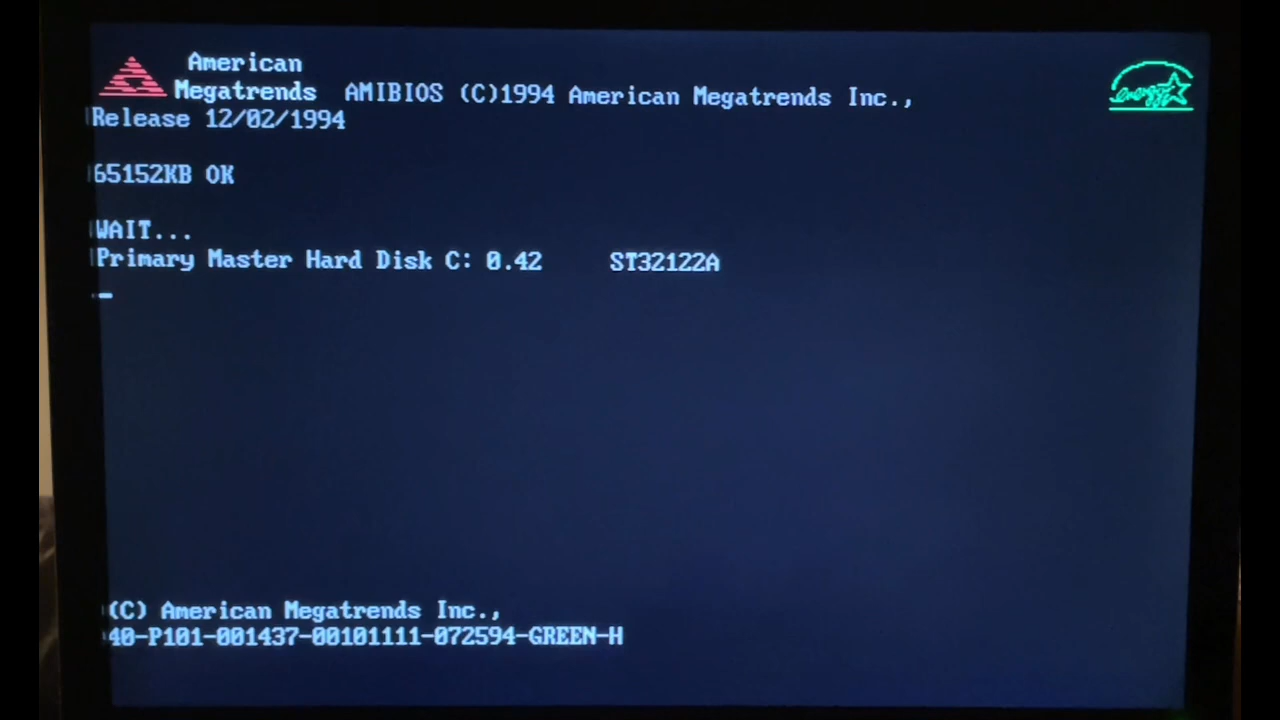 American
Megatrends AMIBIOS (C)1994 American Megatrends Inc.,
Release 12/02/1994
65152KB OK
WAIT...
Primary Master Hard Disk C: 0.42 ST32122A
energy
(C) American Megatrends Inc.,
40-P101-001437-00101111-072594-GREEN-H